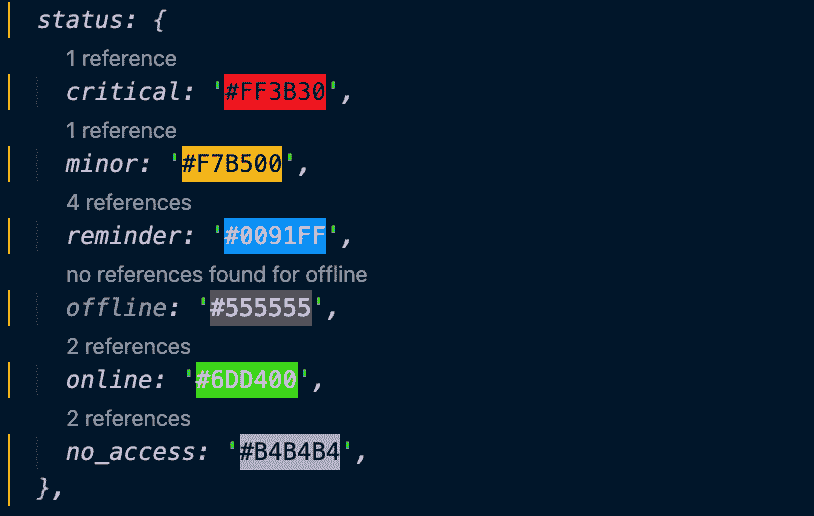 status: {
1 reference
critical: '#FF3B30',
1 reference
minor: '#F7B500',
4 references
reminder: '#0091FF',
no references found for offline
offline: '#555555',
2 references
online: '#6DD400',
2 references
no_access: '#B4B4B4',
},